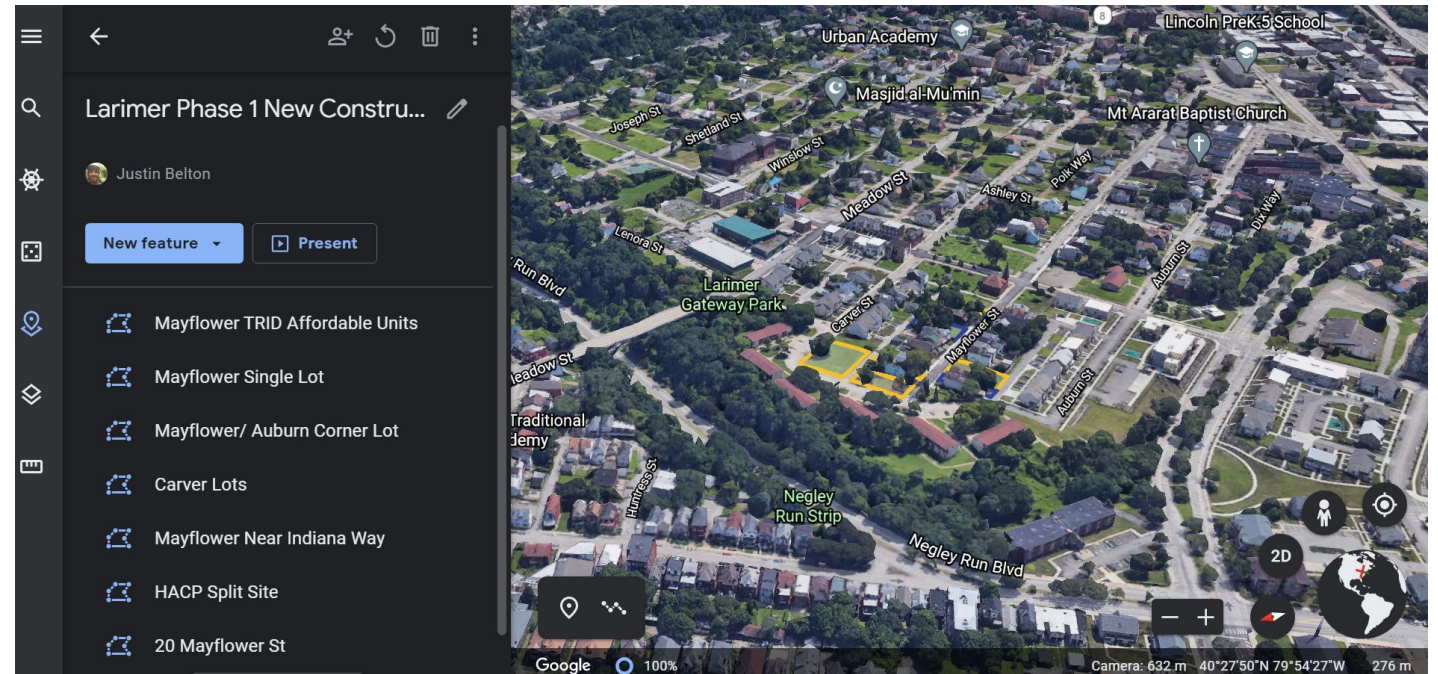 Larimer Phase 1 New Constru...
Justin Belton
New feature
Present
Mayflower TRID Affordable Units
Mayflower Single Lot
Mayflower/ Auburn Corner Lot
Carver Lots
Mayflower Near Indiana Way
HACP Split Site
20 Mayflower St
8
Lincoln PreK-5 School
Urban Academy
Masjid al-Mu'min
Mt Ararat Baptist Church
Joseph St
Shetland St
Winslow St
Meadow St
Ashley St
Polk Way
Dix Way
Lenora St
Auburn St
Run Blvd
Larimer
Gateway Park
Carver St
Mayflower St
eadow St
Auburn St
Traditional
demy
Huntress St
Negley
Run Strip
Negley Run Blvd
2D
Google
100%
Camera: 632 m
40°27'50"N 79°54'27"W
276 m